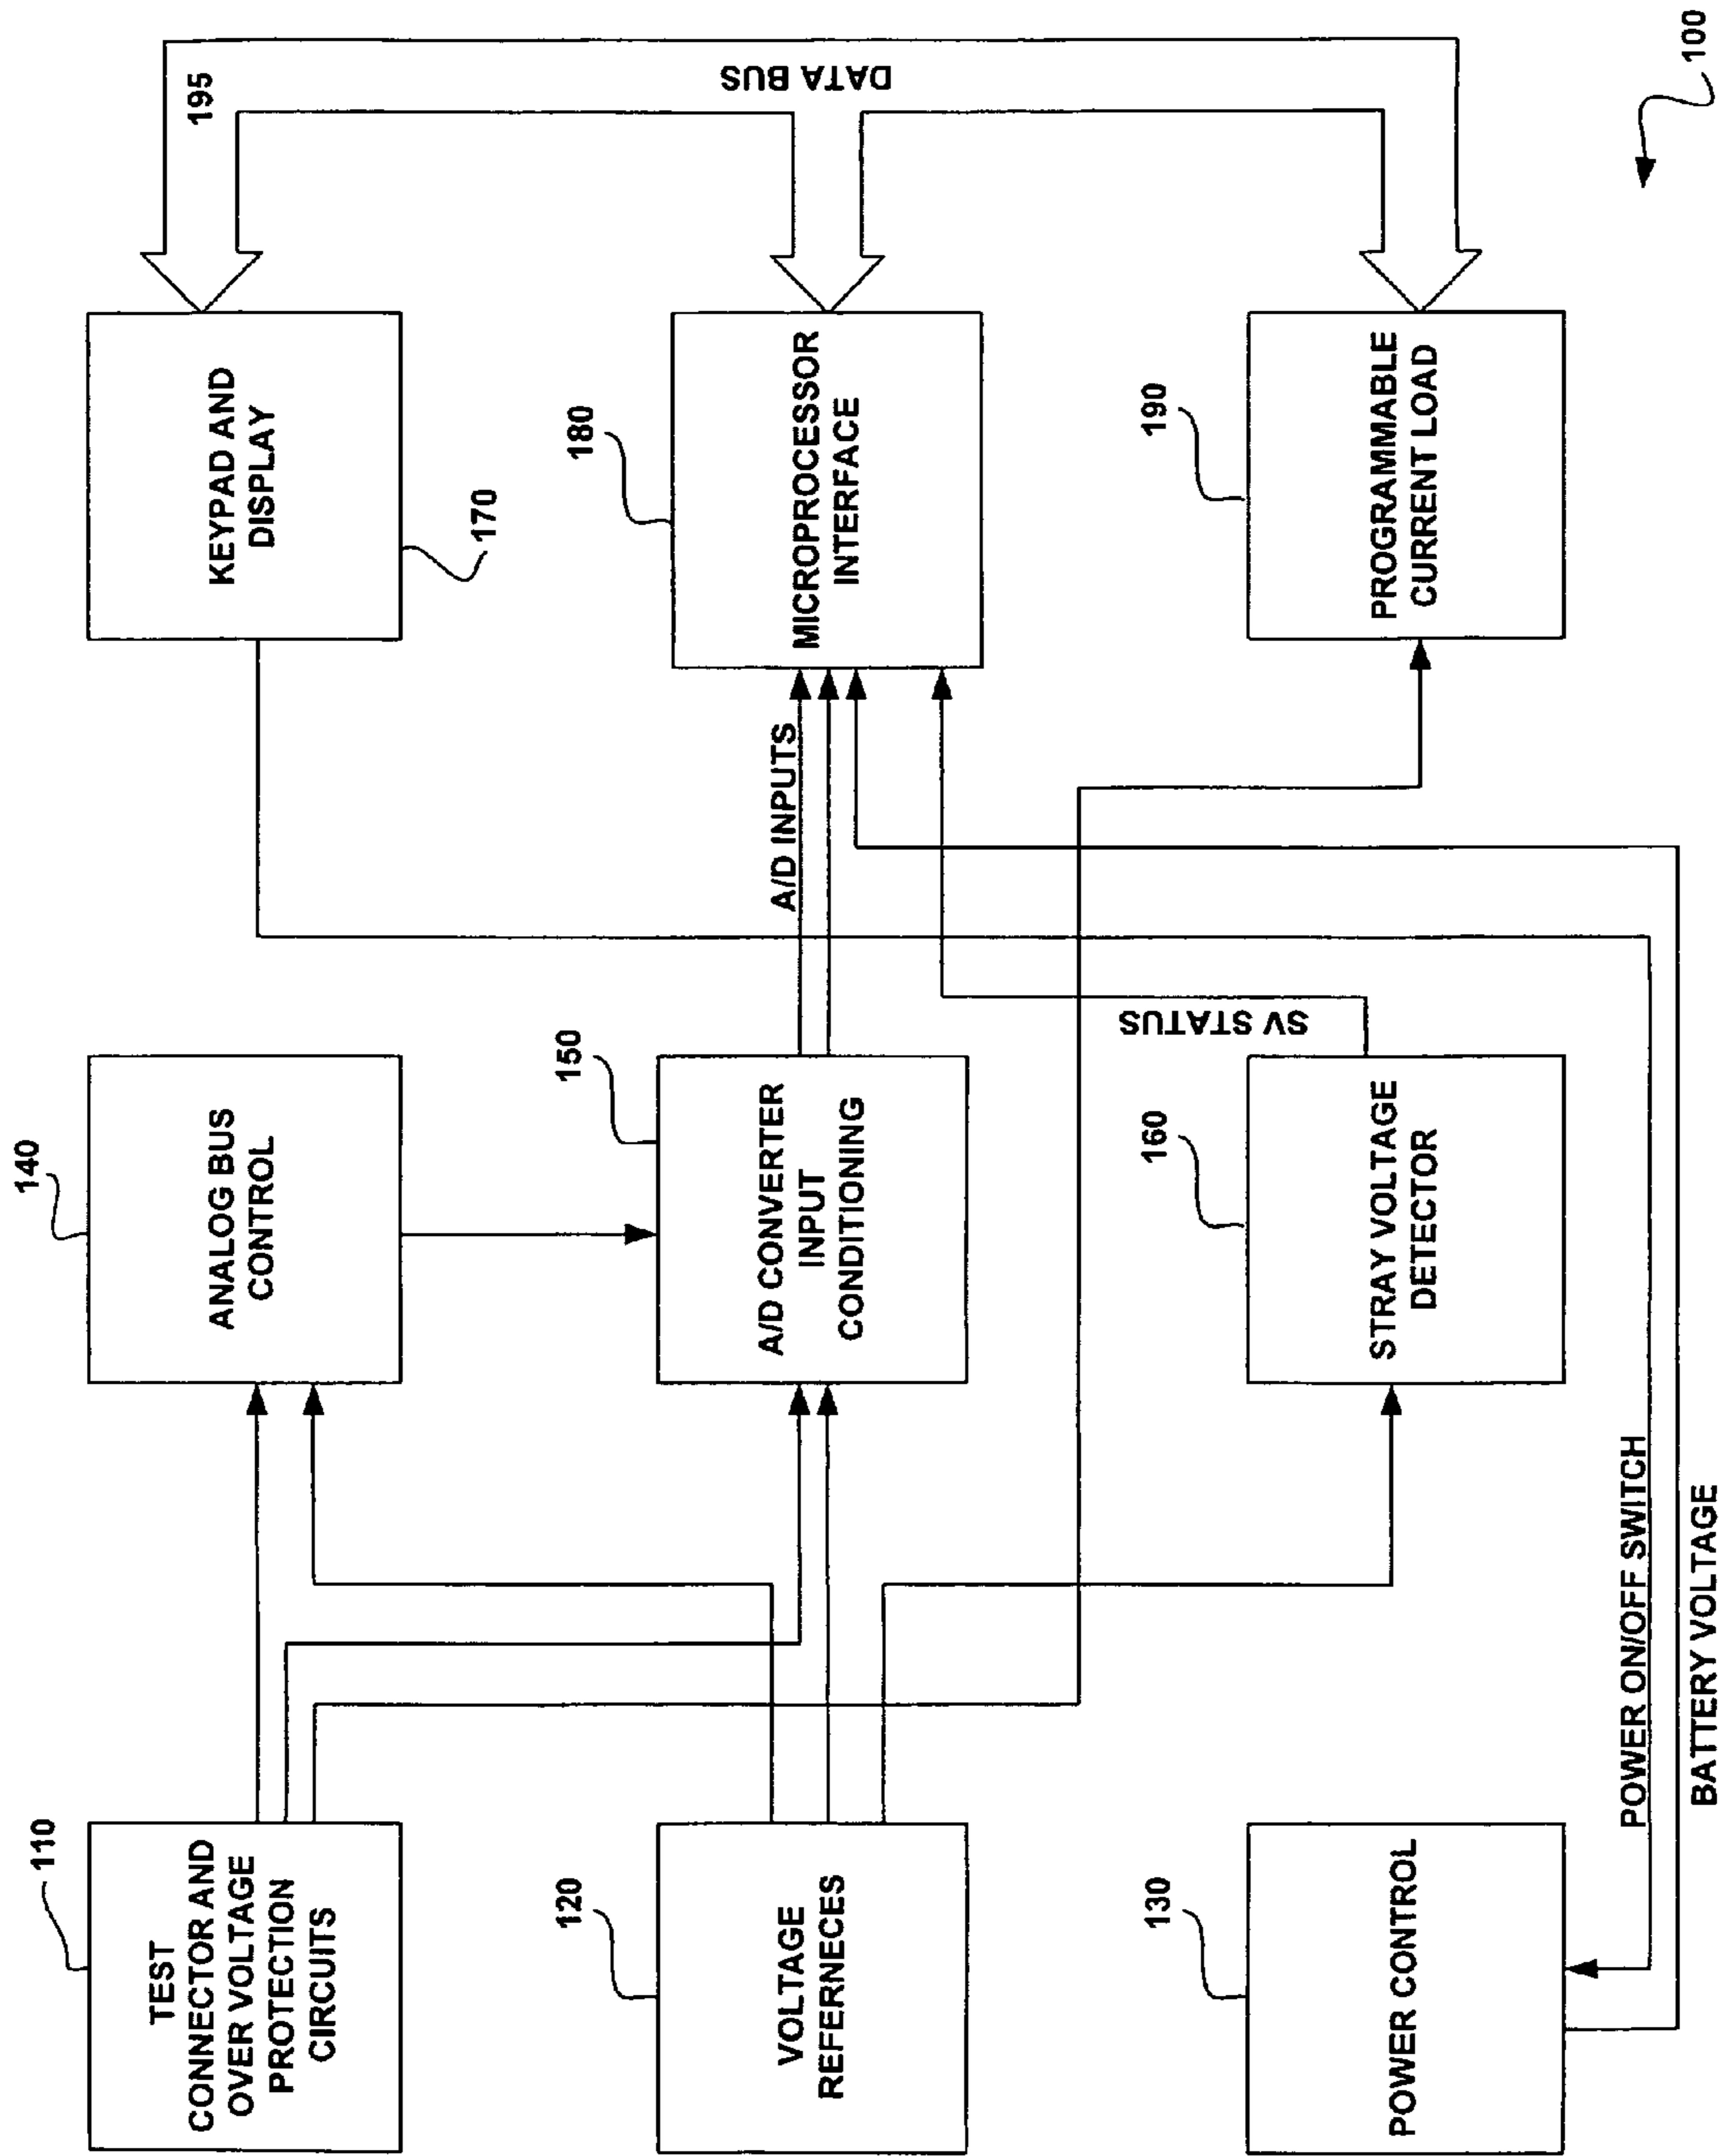 110
TEST
CONNECTOR AND
OVER VOLTAGE
PROTECTION
CIRCUITS
140
ANALOG BUS
CONTROL
KEYPAD AND
DISPLAY
170
195
DATA BUS
120
VOLTAGE
REFERNECES
150
A/D CONVERTER
INPUT
CONDITIONING
A/D INPUTS
180
MICROPROCESSOR
INTERFACE
130
POWER CONTROL
160
STRAY VOLTAGE
DETECTOR
SV STATUS
190
PROGRAMMABLE
CURRENT LOAD
POWER ON/OFF SWITCH
BATTERY VOLTAGE
100